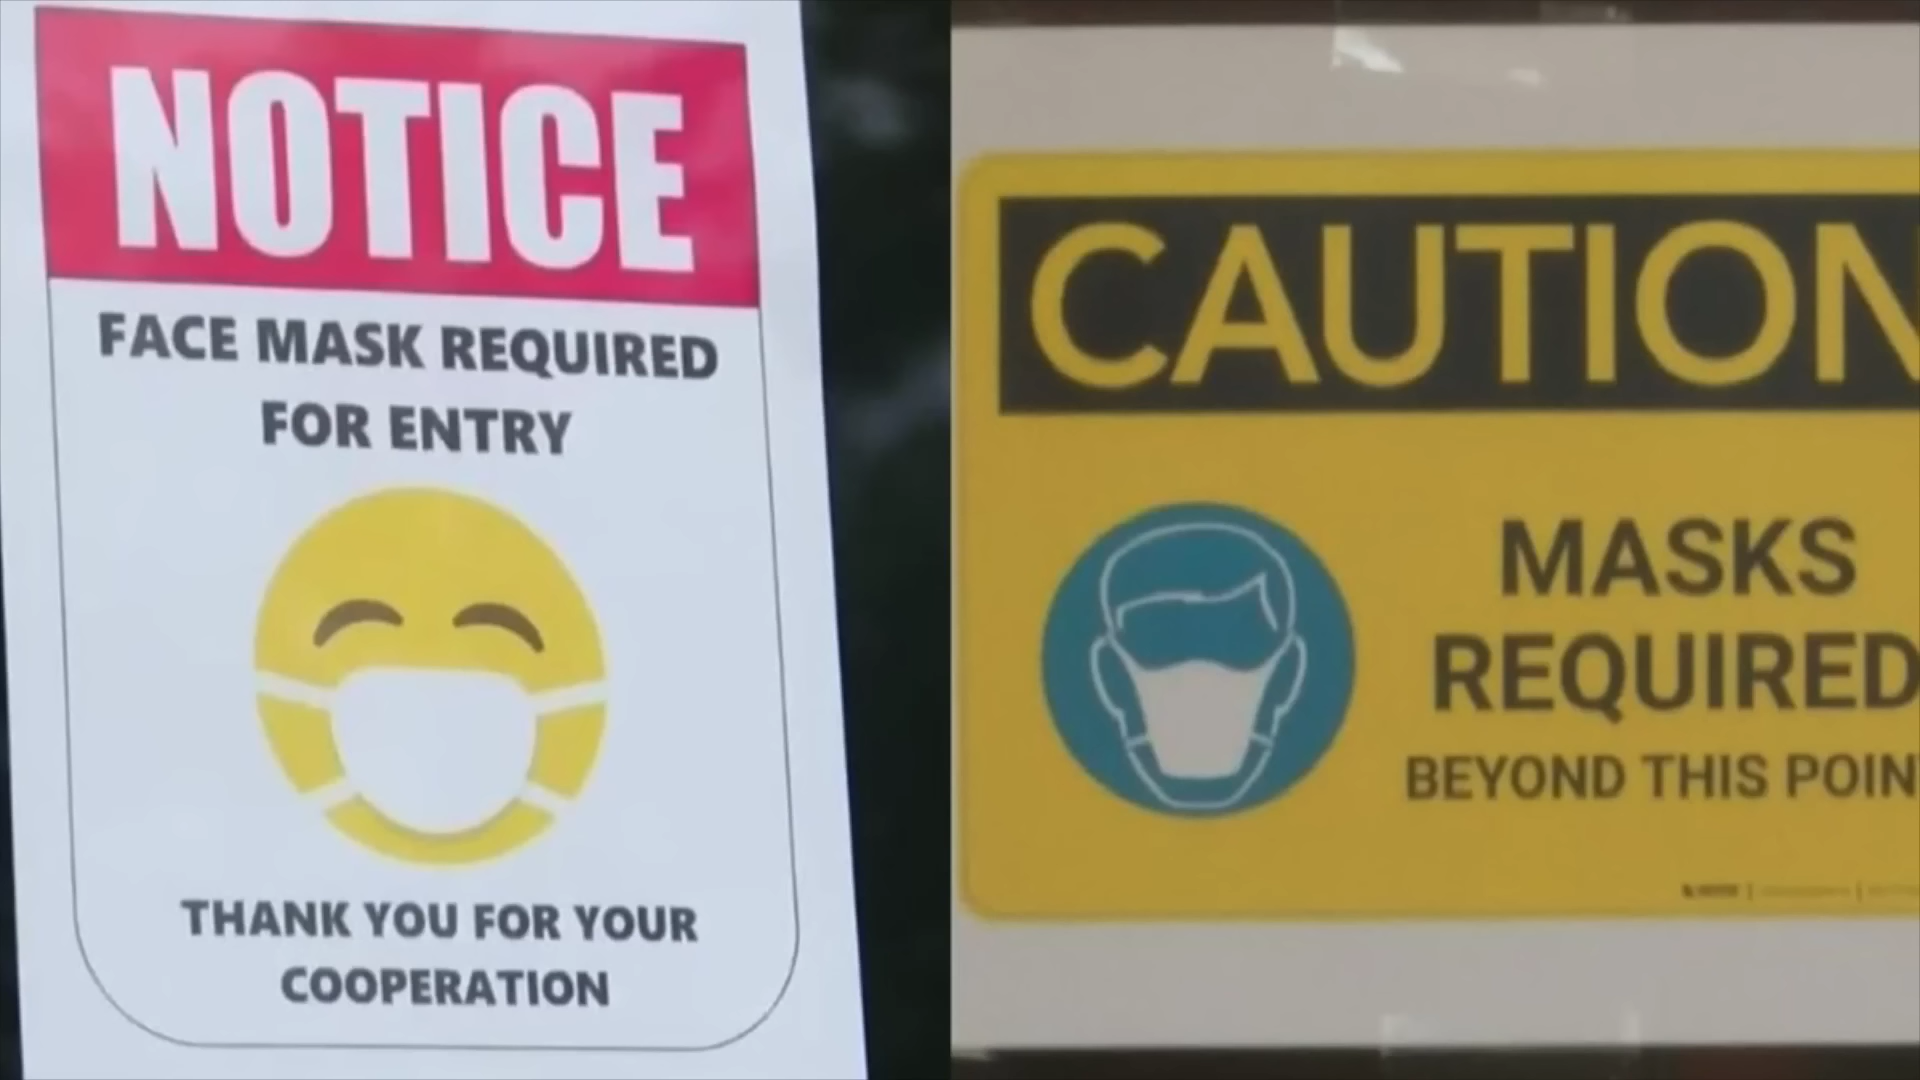 NOTICE
FACE MASK REQUIRED
FOR ENTRY
THANK YOU FOR YOUR
COOPERATION
CAUTION
MASKS
REQUIRED
BEYOND THIS POIN